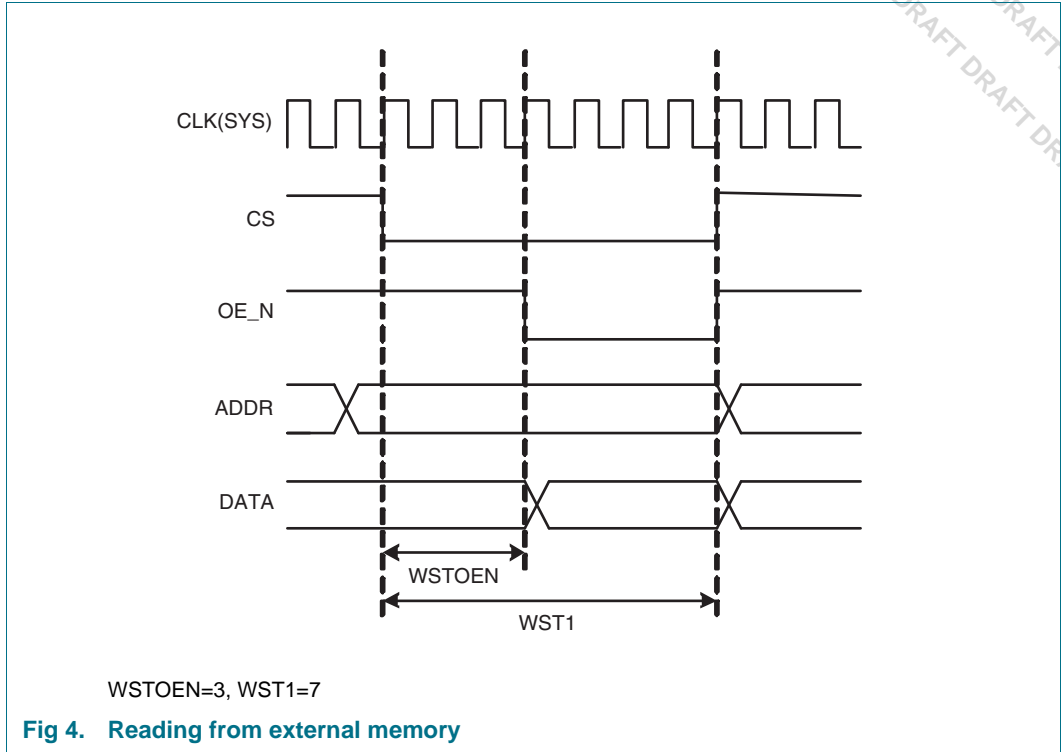 DRAFT
DRAFT DRAFT
CLK(SYS)
CS
OE_N
ADDR
DATA
WSTOEN
WST1
WSTOEN=3, WST1=7
Fig 4. Reading from external memory